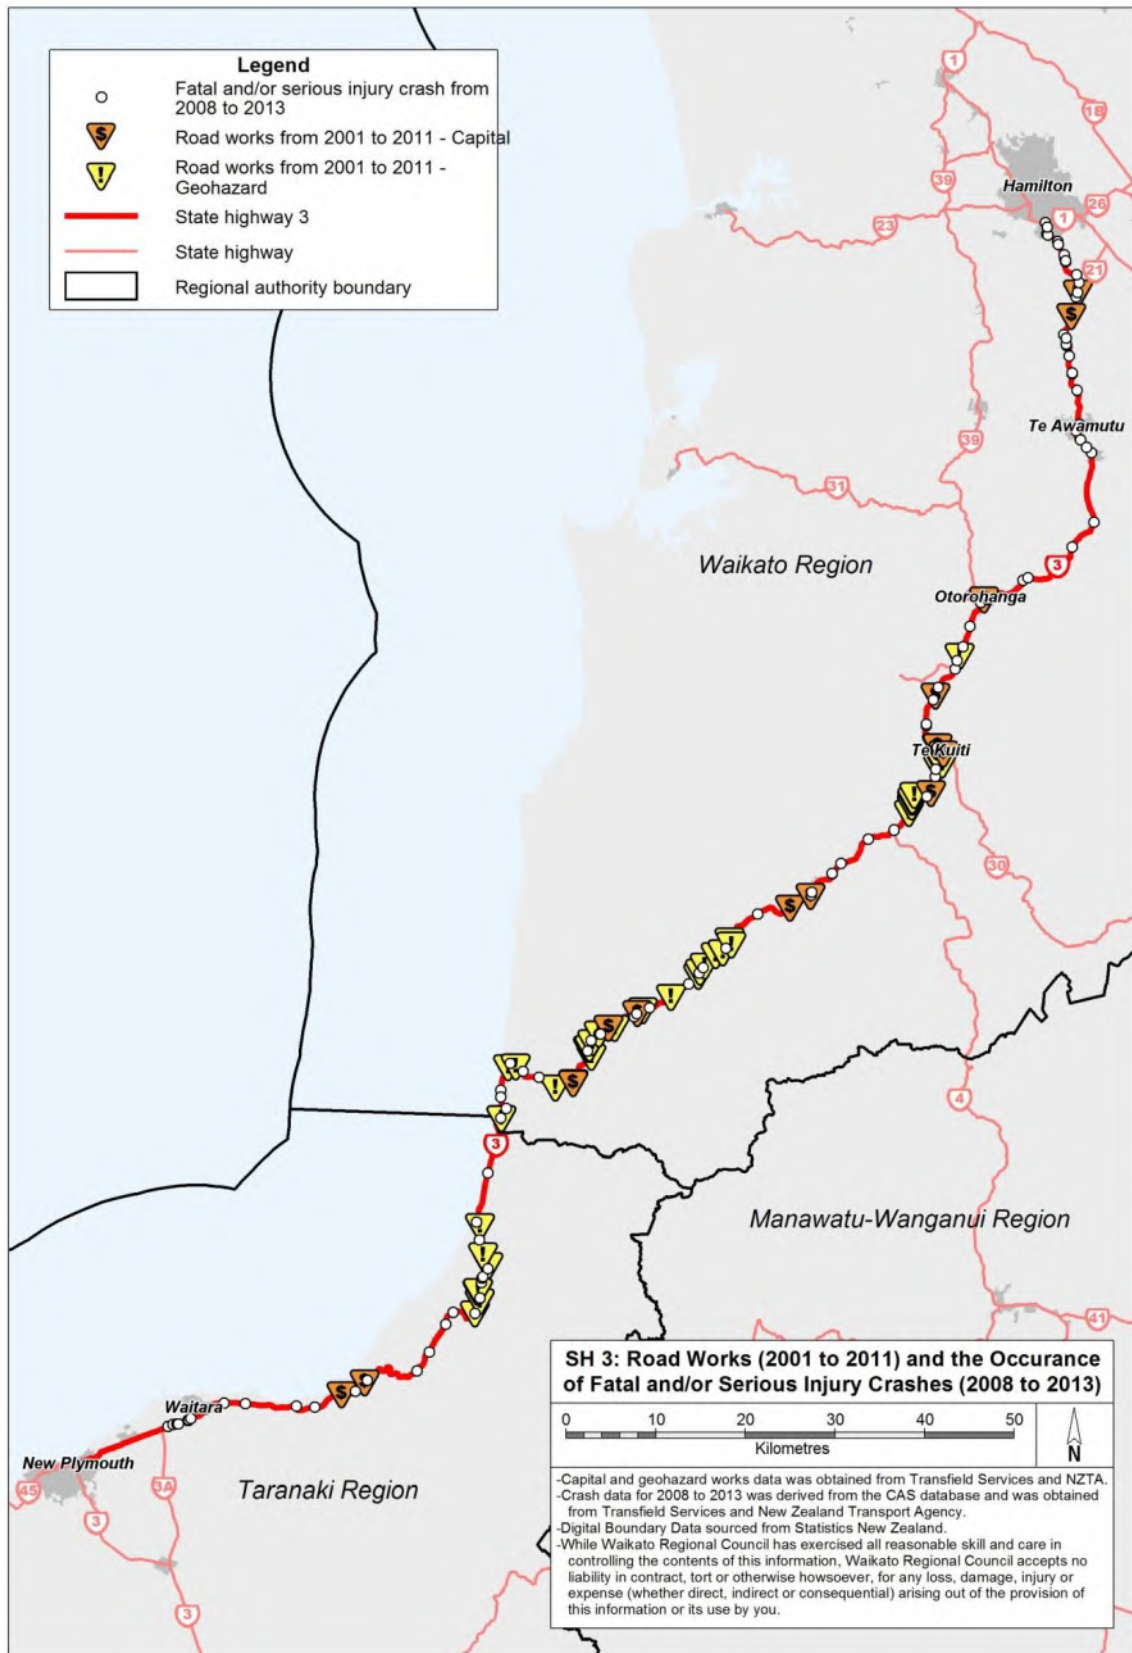 Legend
Fatal and/or serious injury crash from
2008 to 2013
$
Road works from 2001 to 2011 - Capital
!
Road works from 2001 to 2011 -
Geohazard
State highway 3
State highway
Regional authority boundary
1
1B
39
Hamilton
26
23
1
21
$
Te Awamutu
39
31
Waikato Region
3
Otorohanga
!
Te Kuiti
$
!
30
$
!
!
$
!
$
4
3
Manawatu-Wanganui Region
!
!
41
$
Waitara
New Plymouth
45
3A
Taranaki Region
3
3
SH 3: Road Works (2001 to 2011) and the Occurance
of Fatal and/or Serious Injury Crashes (2008 to 2013)
0 10 20 30 40 50
Kilometres
N
-Capital and geohazard works data was obtained from Transfield Services and NZTA.
-Crash data for 2008 to 2013 was derived from the CAS database and was obtained
from Transfield Services and New Zealand Transport Agency.
-Digital Boundary Data sourced from Statistics New Zealand.
-While Waikato Regional Council has exercised all reasonable skill and care in
controlling the contents of this information, Waikato Regional Council accepts no
liability in contract, tort or otherwise howsoever, for any loss, damage, injury or
expense (whether direct, indirect or consequential) arising out of the provision of
this information or its use by you.